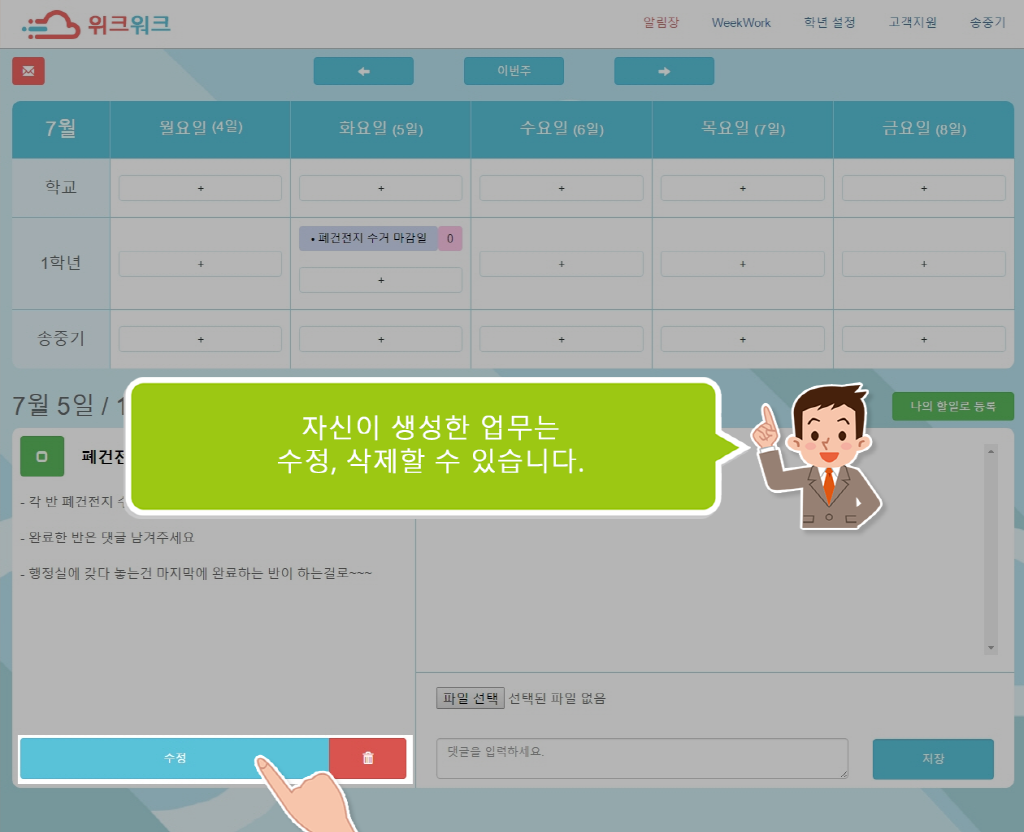 위크워크
알림장 WeekWork 학년 설정 고객지원 송중기
이번주
7월 월요일 (4일) 화요일 (5일) 수요일 (6일) 목요일 (7일) 금요일 (8일)
학교 + + + + +
• 폐건전지 수거 마감일 0
1학년 + + + + +
송중기 + + + + +
7월 5일 / 1
나의 할일로 등록
자신이 생성한 업무는
수정, 삭제할 수 있습니다.
폐건전
- 각 반 폐건전지
- 완료한 반은 댓글 남겨주세요
- 행정실에 갖다 놓는건 마지막에 완료하는 반이 하는걸로~~~
파일 선택 선택된 파일 없음
수정
댓글을 입력하세요.
저장